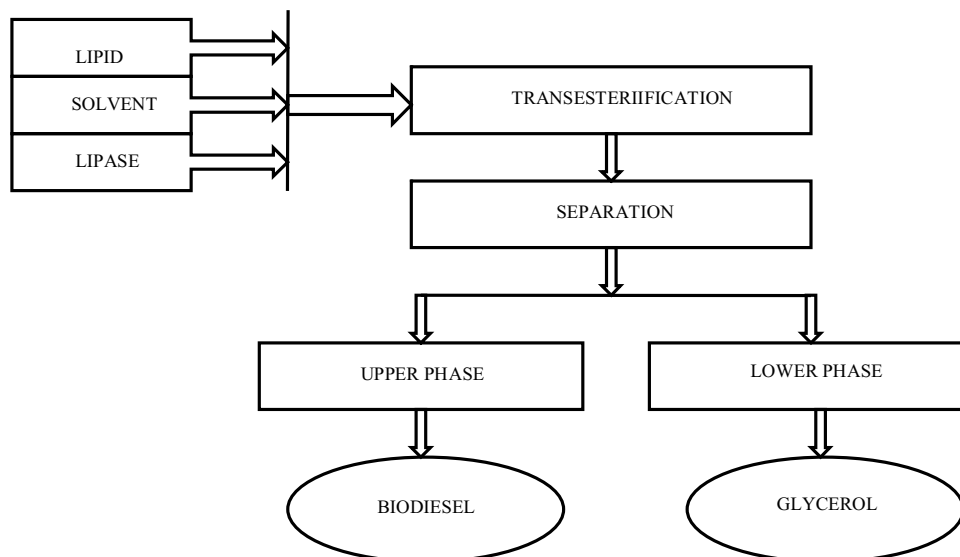 LIPID
SOLVENT
LIPASE
TRANSESTERIIFICATION
SEPARATION
UPPER PHASE
LOWER PHASE
BIODIESEL
GLYCEROL